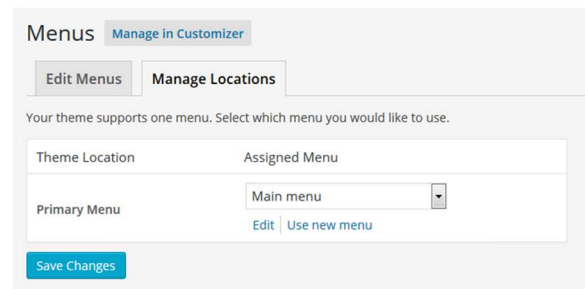 Menus Manage in Customizer
Edit Menus Manage Locations
Your theme supports one menu. Select which menu you would like to use.
Theme Location Assigned Menu
Primary Menu Main menu
Edit Use new menu
Save Changes